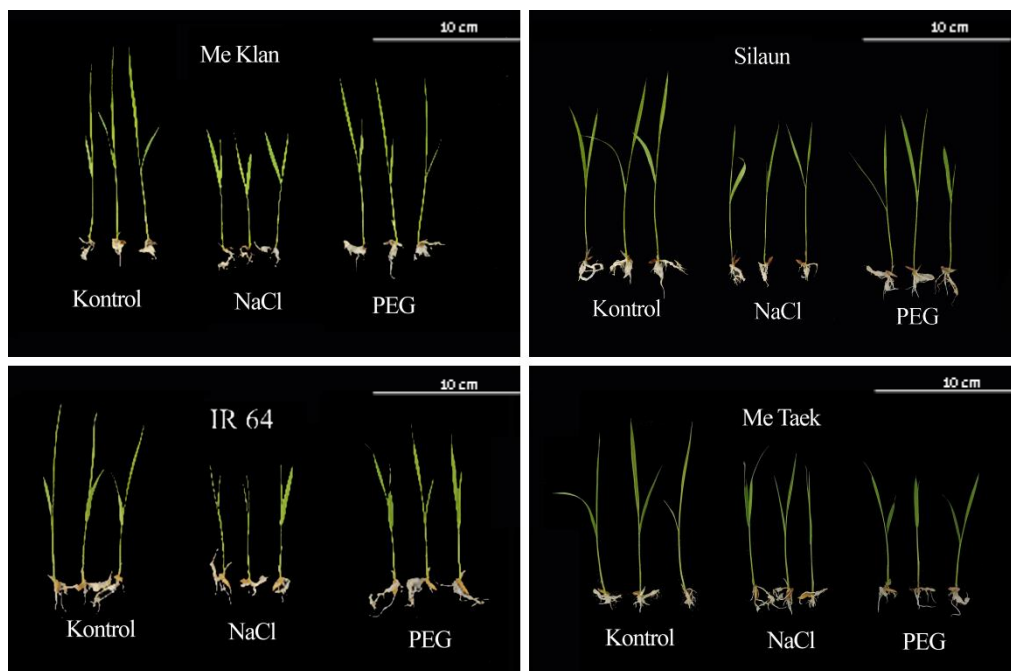 10 cm
Me Klan
Kontrol
NaCl
PEG
10 cm
Silaun
Kontrol
NaCl
PEG
10 cm
IR 64
Kontrol
NaCl
PEG
10 cm
Me Taek
Kontrol
NaCl
PEG